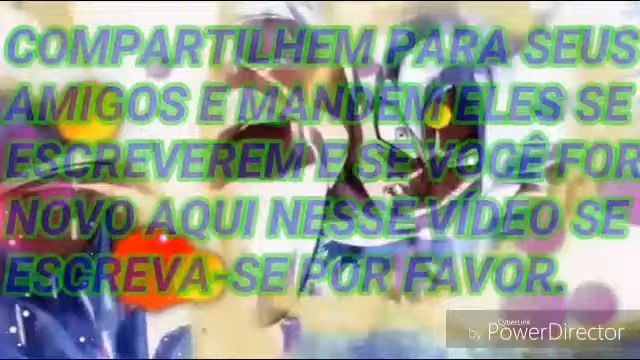 COMPARTILHEM PARA SEUS
AMIGOS E MANDEM ELES SE
ESCREVEREM E SE VOCÊ FOR
NOVO AQUI NESSE VÍDEO SE
ESCREVA-SE POR FAVOR.
CyberLink
by PowerDirector